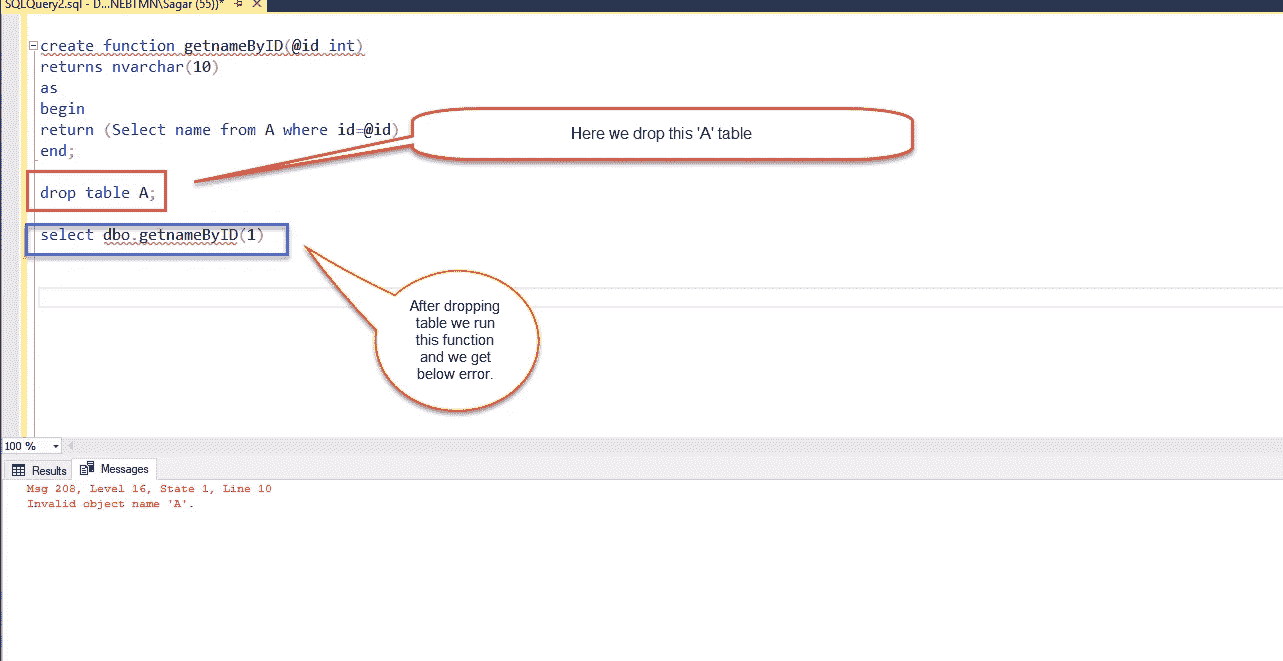 SQLQuery2.sql - D...NEBTMN\Sagar (55))*
create function getnameByID(@id int)
returns nvarchar(10)
as
begin
return (Select name from A where id=@id)
end;
Here we drop this 'A' table
drop table A;
select dbo.getnameByID(1)
After dropping
table we run
this function
and we get
below error.
100 %
Results
Messages
Msg 208, Level 16, State 1, Line 10
Invalid object name 'A'.